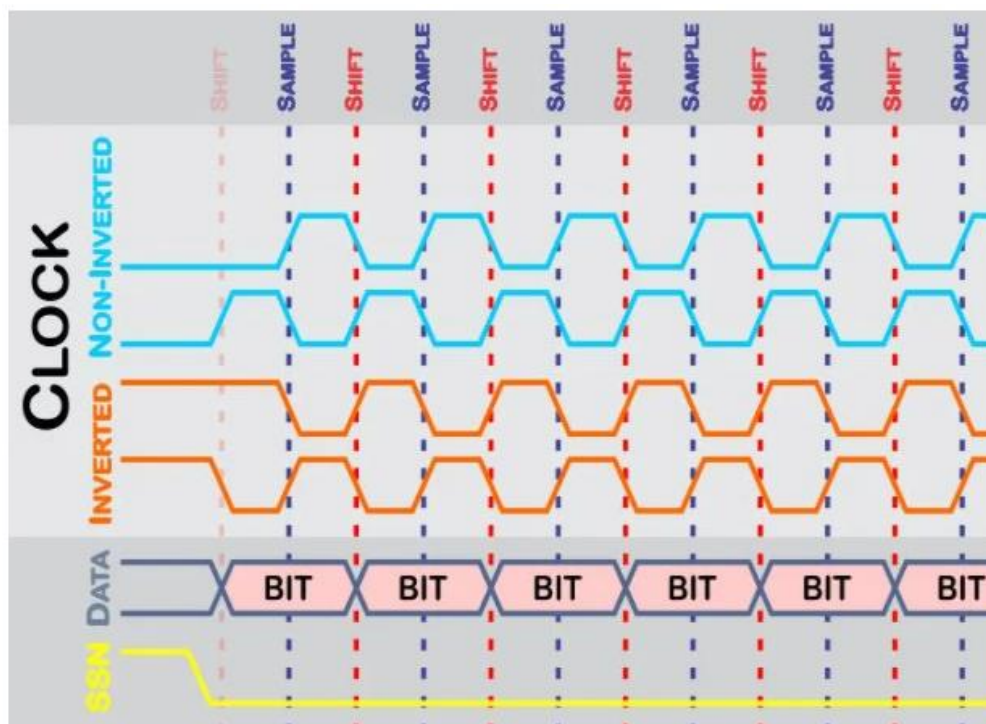 SHIFT
SAMPLE
SHIFT
SAMPLE
SHIFT
SAMPLE
SHIFT
SAMPLE
SHIFT
SAMPLE
SHIFT
SAMPLE
CLOCK
NON-INVERTED
INVERTED
DATA
BIT BIT BIT BIT BIT BIT
SSN